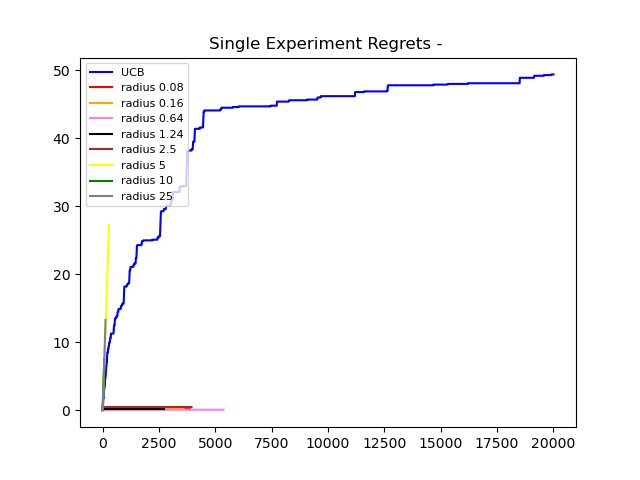 Single Experiment Regrets -
UCB
radius 0.08
radius 0.16
radius 0.64
radius 1.24
radius 2.5
radius 5
radius 10
radius 25
50
40
30
20
10
0
0 2500 5000 7500 10000 12500 15000 17500 20000